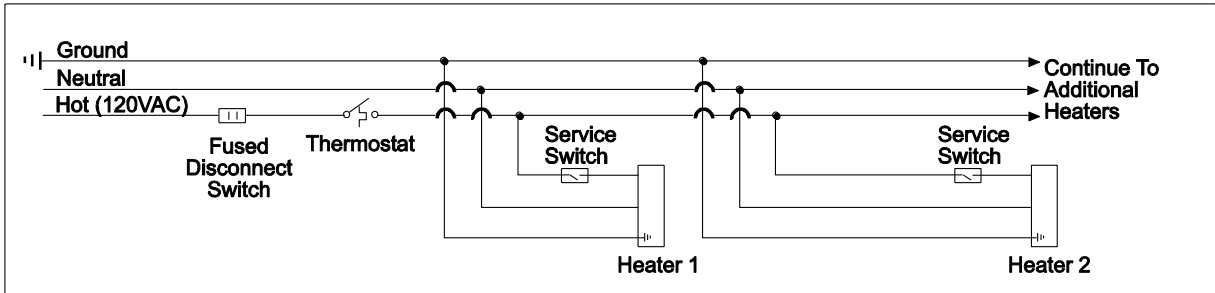 Ground
Neutral
Hot (120VAC)
Fused
Disconnect
Switch
Thermostat
Service
Switch
Heater 1
Service
Switch
Heater 2
Continue To
Additional
Heaters